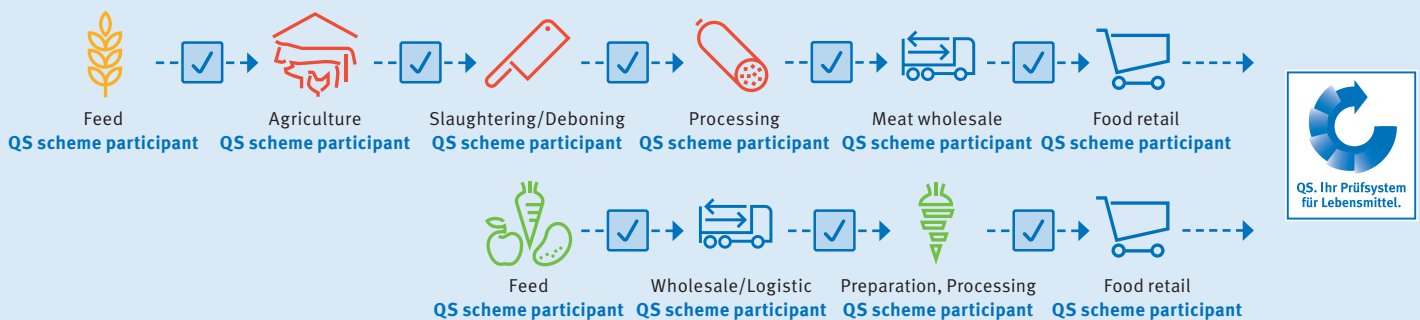 Feed
QS scheme participant
Agriculture
QS scheme participant
Slaughtering/Deboning
QS scheme participant
Processing
QS scheme participant
Meat wholesale
QS scheme participant
Food retail
QS scheme participant
QS. Ihr Prüfsystem
für Lebensmittel.
Feed
QS scheme participant
Wholesale/Logistic
QS scheme participant
Preparation, Processing
QS scheme participant
Food retail
QS scheme participant